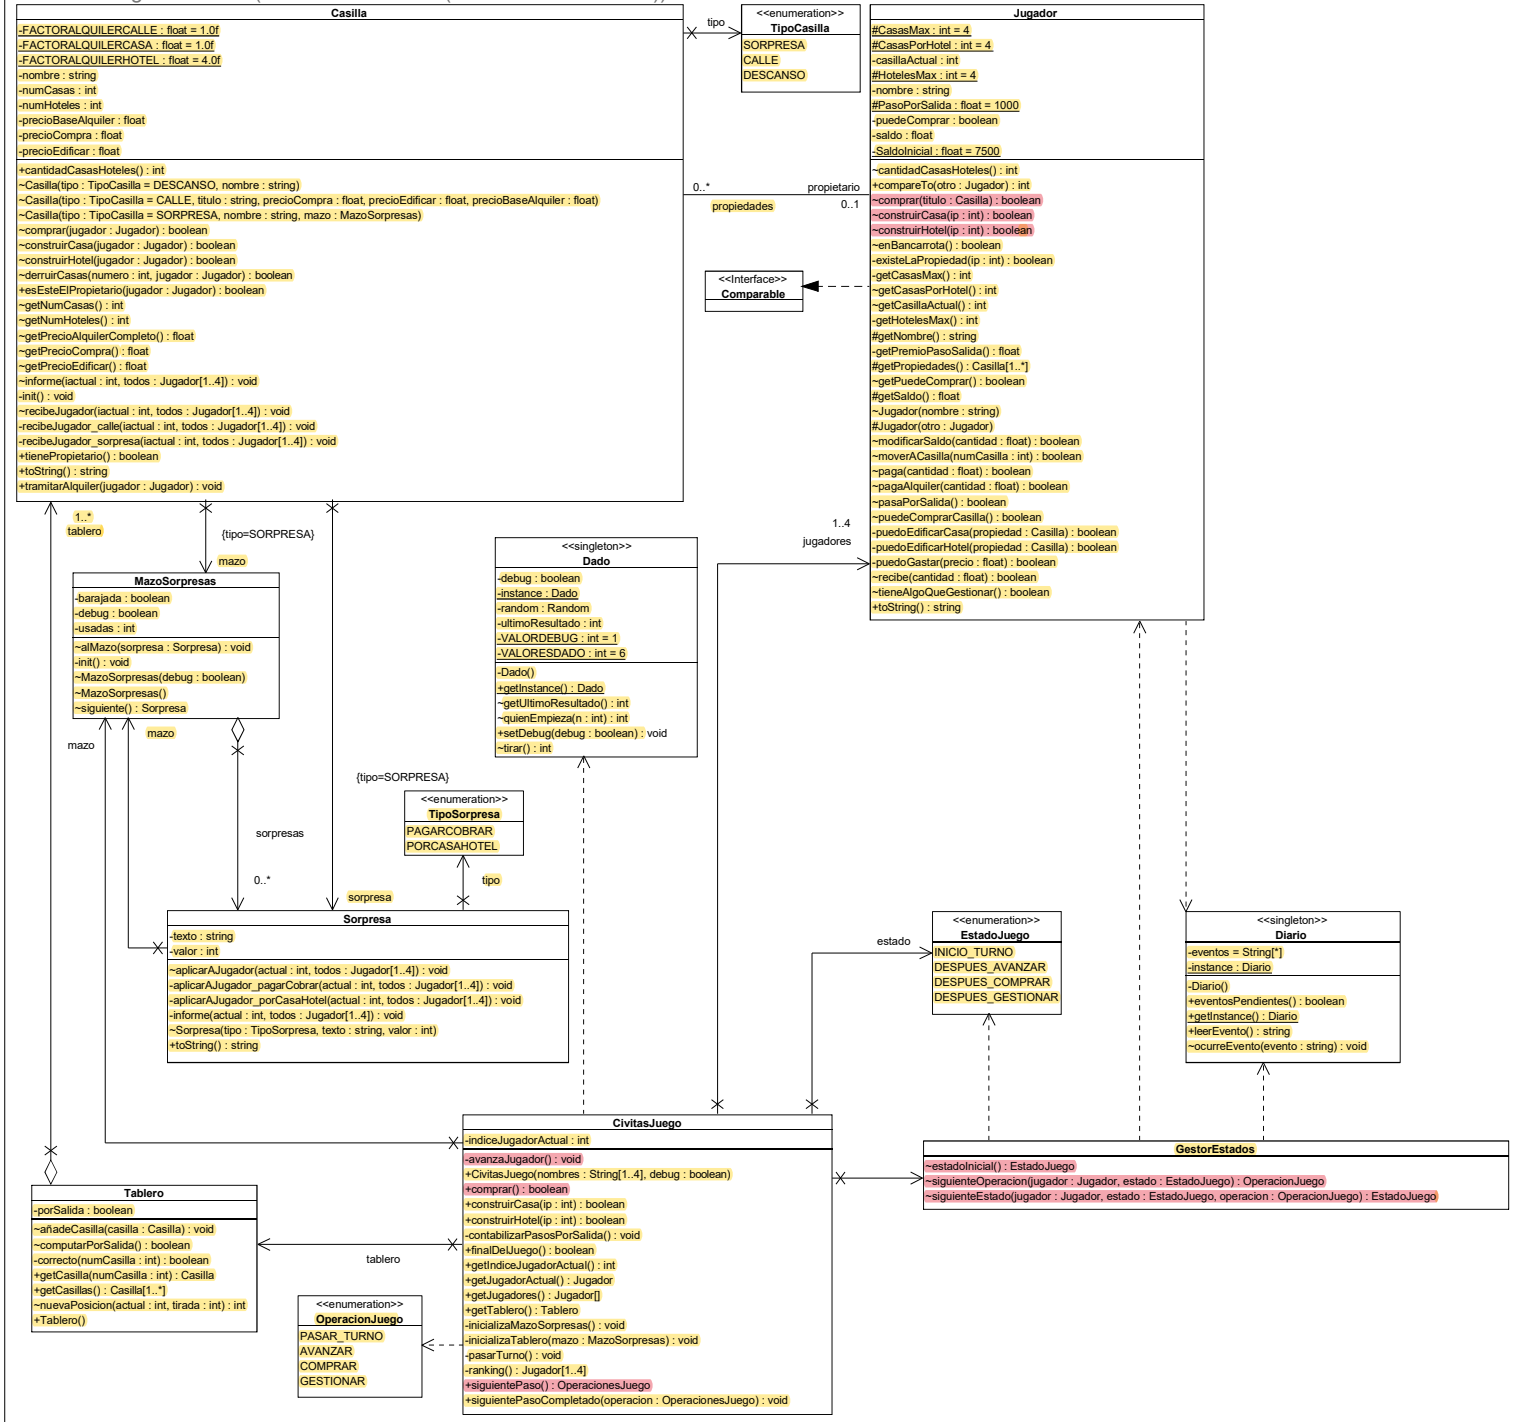 Casilla
-FACTORALQUILERCALLE : float = 1.0f
-FACTORALQUILERCASA : float = 1.0f
-FACTORALQUILERHOTEL : float = 4.0f
-nombre : string
-numCasas : int
-numHoteles : int
-precioBaseAlquiler : float
-precioCompra : float
-precioEdificar : float
+cantidadCasasHoteles() : int
~Casilla(tipo : TipoCasilla = DESCANSO, nombre : string)
~Casilla(tipo : TipoCasilla = CALLE, titulo : string, precioCompra : float, precioEdificar : float, precioBaseAlquiler : float)
~Casilla(tipo : TipoCasilla = SORPRESA, nombre : string, mazo : MazoSorpresas)
~comprar(jugador : Jugador) : boolean
~construirCasa(jugador : Jugador) : boolean
~construirHotel(jugador : Jugador) : boolean
~derruirCasas(numero : int, jugador : Jugador) : boolean
+esEsteElPropietario(jugador : Jugador) : boolean
~getNumCasas() : int
~getNumHoteles() : int
~getPrecioAlquilerCompleto() : float
~getPrecioCompra() : float
~getPrecioEdificar() : float
~informe(iactual : int, todos : Jugador[1..4]) : void
-init() : void
~recibeJugador(iactual : int, todos : Jugador[1..4]) : void
-recibeJugador_calle(iactual : int, todos : Jugador[1..4]) : void
-recibeJugador_sorpresa(iactual : int, todos : Jugador[1..4]) : void
+tienePropietario() : boolean
+toString() : string
+tramitarAlquiler(jugador : Jugador) : void
tipo
<<enumeration>>
TipoCasilla
SORPRESA
CALLE
DESCANSO
Jugador
#CasasMax : int = 4
#CasasPorHotel : int = 4
-casillaActual : int
#HotelesMax : int = 4
-nombre : string
#PasoPorSalida : float = 1000
-puedeComprar : boolean
-saldo : float
-SaldoInicial : float = 7500
~cantidadCasasHoteles() : int
+compareTo(otro : Jugador) : int
~comprar(titulo : Casilla) : boolean
~construirCasa(ip : int) : boolean
~construirHotel(ip : int) : boolean
~enBancarrota() : boolean
-existeLaPropiedad(ip : int) : boolean
-getCasasMax() : int
~getCasasPorHotel() : int
~getCasillaActual() : int
-getHotelesMax() : int
#getNombre() : string
-getPremioPasoSalida() : float
#getPropiedades() : Casilla[1..*]
~getPuedeComprar() : boolean
#getSaldo() : float
~Jugador(nombre : string)
#Jugador(otro : Jugador)
~modificarSaldo(cantidad : float) : boolean
~moverACasilla(numCasilla : int) : boolean
~paga(cantidad : float) : boolean
~pagaAlquiler(cantidad : float) : boolean
~pasaPorSalida() : boolean
~puedeComprarCasilla() : boolean
-puedoEdificarCasa(propiedad : Casilla) : boolean
-puedoEdificarHotel(propiedad : Casilla) : boolean
-puedoGastar(precio : float) : boolean
~recibe(cantidad : float) : boolean
~tieneAlgoQueGestionar() : boolean
+toString() : string
0..* propietario
propiedades 0..1
<<Interface>>
Comparable
1..*
tablero
{tipo=SORPRESA}
mazo
1..4
jugadores
MazoSorpresas
-barajada : boolean
-debug : boolean
-usadas : int
~alMazo(sorpresa : Sorpresa) : void
-init() : void
~MazoSorpresas(debug : boolean)
~MazoSorpresas()
~siguiente() : Sorpresa
mazo
mazo
<<singleton>>
Dado
-debug : boolean
-instance : Dado
-random : Random
-ultimoResultado : int
-VALORDEBUG : int = 1
-VALORESDADO : int = 6
-Dado()
+getInstance() : Dado
~getUltimoResultado() : int
~quienEmpieza(n : int) : int
+setDebug(debug : boolean) : void
~tirar() : int
{tipo=SORPRESA}
<<enumeration>>
TipoSorpresa
PAGARCOBRAR
PORCASAHOTEL
sorpresas
0..*
tipo
sorpresa
Sorpresa
-texto : string
-valor : int
~aplicarAJugador(actual : int, todos : Jugador[1..4]) : void
-aplicarAJugador_pagarCobrar(actual : int, todos : Jugador[1..4]) : void
-aplicarAJugador_porCasaHotel(actual : int, todos : Jugador[1..4]) : void
-informe(actual : int, todos : Jugador[1..4]) : void
~Sorpresa(tipo : TipoSorpresa, texto : string, valor : int)
+toString() : string
estado
<<enumeration>>
EstadoJuego
INICIO_TURNO
DESPUES_AVANZAR
DESPUES_COMPRAR
DESPUES_GESTIONAR
<<singleton>>
Diario
-eventos = String[*]
-instance : Diario
-Diario()
+eventosPendientes() : boolean
+getInstance() : Diario
+leerEvento() : string
~ocurreEvento(evento : string) : void
CivitasJuego
-indiceJugadorActual : int
-avanzaJugador() : void
+CivitasJuego(nombres : String[1..4], debug : boolean)
+comprar() : boolean
+construirCasa(ip : int) : boolean
+construirHotel(ip : int) : boolean
-contabilizarPasosPorSalida() : void
+finalDelJuego() : boolean
+getIndiceJugadorActual() : int
+getJugadorActual() : Jugador
+getJugadores() : Jugador[]
+getTablero() : Tablero
-inicializaMazoSorpresas() : void
-inicializaTablero(mazo : MazoSorpresas) : void
-pasarTurno() : void
-ranking() : Jugador[1..4]
+siguientePaso() : OperacionesJuego
+siguientePasoCompletado(operacion : OperacionesJuego) : void
GestorEstados
~estadoInicial() : EstadoJuego
~siguienteOperacion(jugador : Jugador, estado : EstadoJuego) : OperacionJuego
~siguienteEstado(jugador : Jugador, estado : EstadoJuego, operacion : OperacionJuego) : EstadoJuego
Tablero
-porSalida : boolean
~añadeCasilla(casilla : Casilla) : void
~computarPorSalida() : boolean
-correcto(numCasilla : int) : boolean
+getCasilla(numCasilla : int) : Casilla
+getCasillas() : Casilla[1..*]
~nuevaPosicion(actual : int, tirada : int) : int
+Tablero()
tablero
<<enumeration>>
OperacionJuego
PASAR_TURNO
AVANZAR
COMPRAR
GESTIONAR